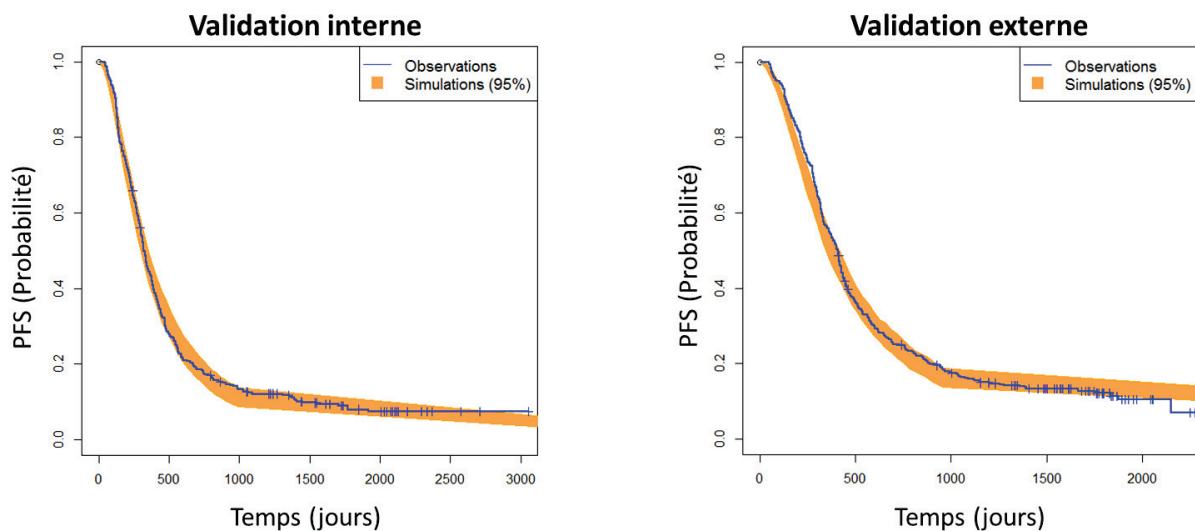 Validation interne
Observations
Simulations (95%)
PFS (Probabilité)
1.0
0.8
0.6
0.4
0.2
0.0
0
500
1000
1500
2000
2500
3000
Temps (jours)
Validation externe
Observations
Simulations (95%)
PFS (Probabilité)
1.0
0.8
0.6
0.4
0.2
0.0
0
500
1000
1500
2000
Temps (jours)